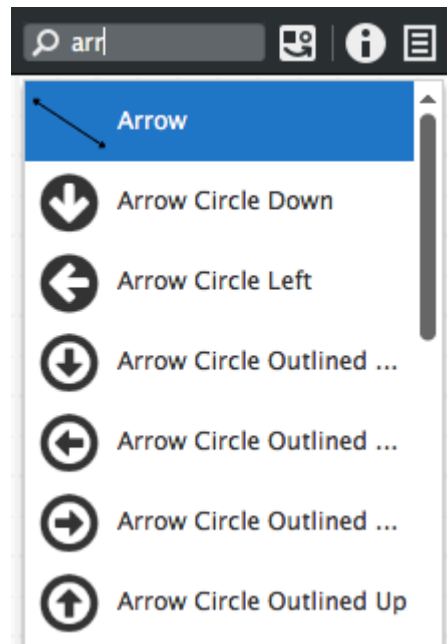 arr
Arrow
Arrow Circle Down
Arrow Circle Left
Arrow Circle Outlined ...
Arrow Circle Outlined ...
Arrow Circle Outlined ...
Arrow Circle Outlined Up